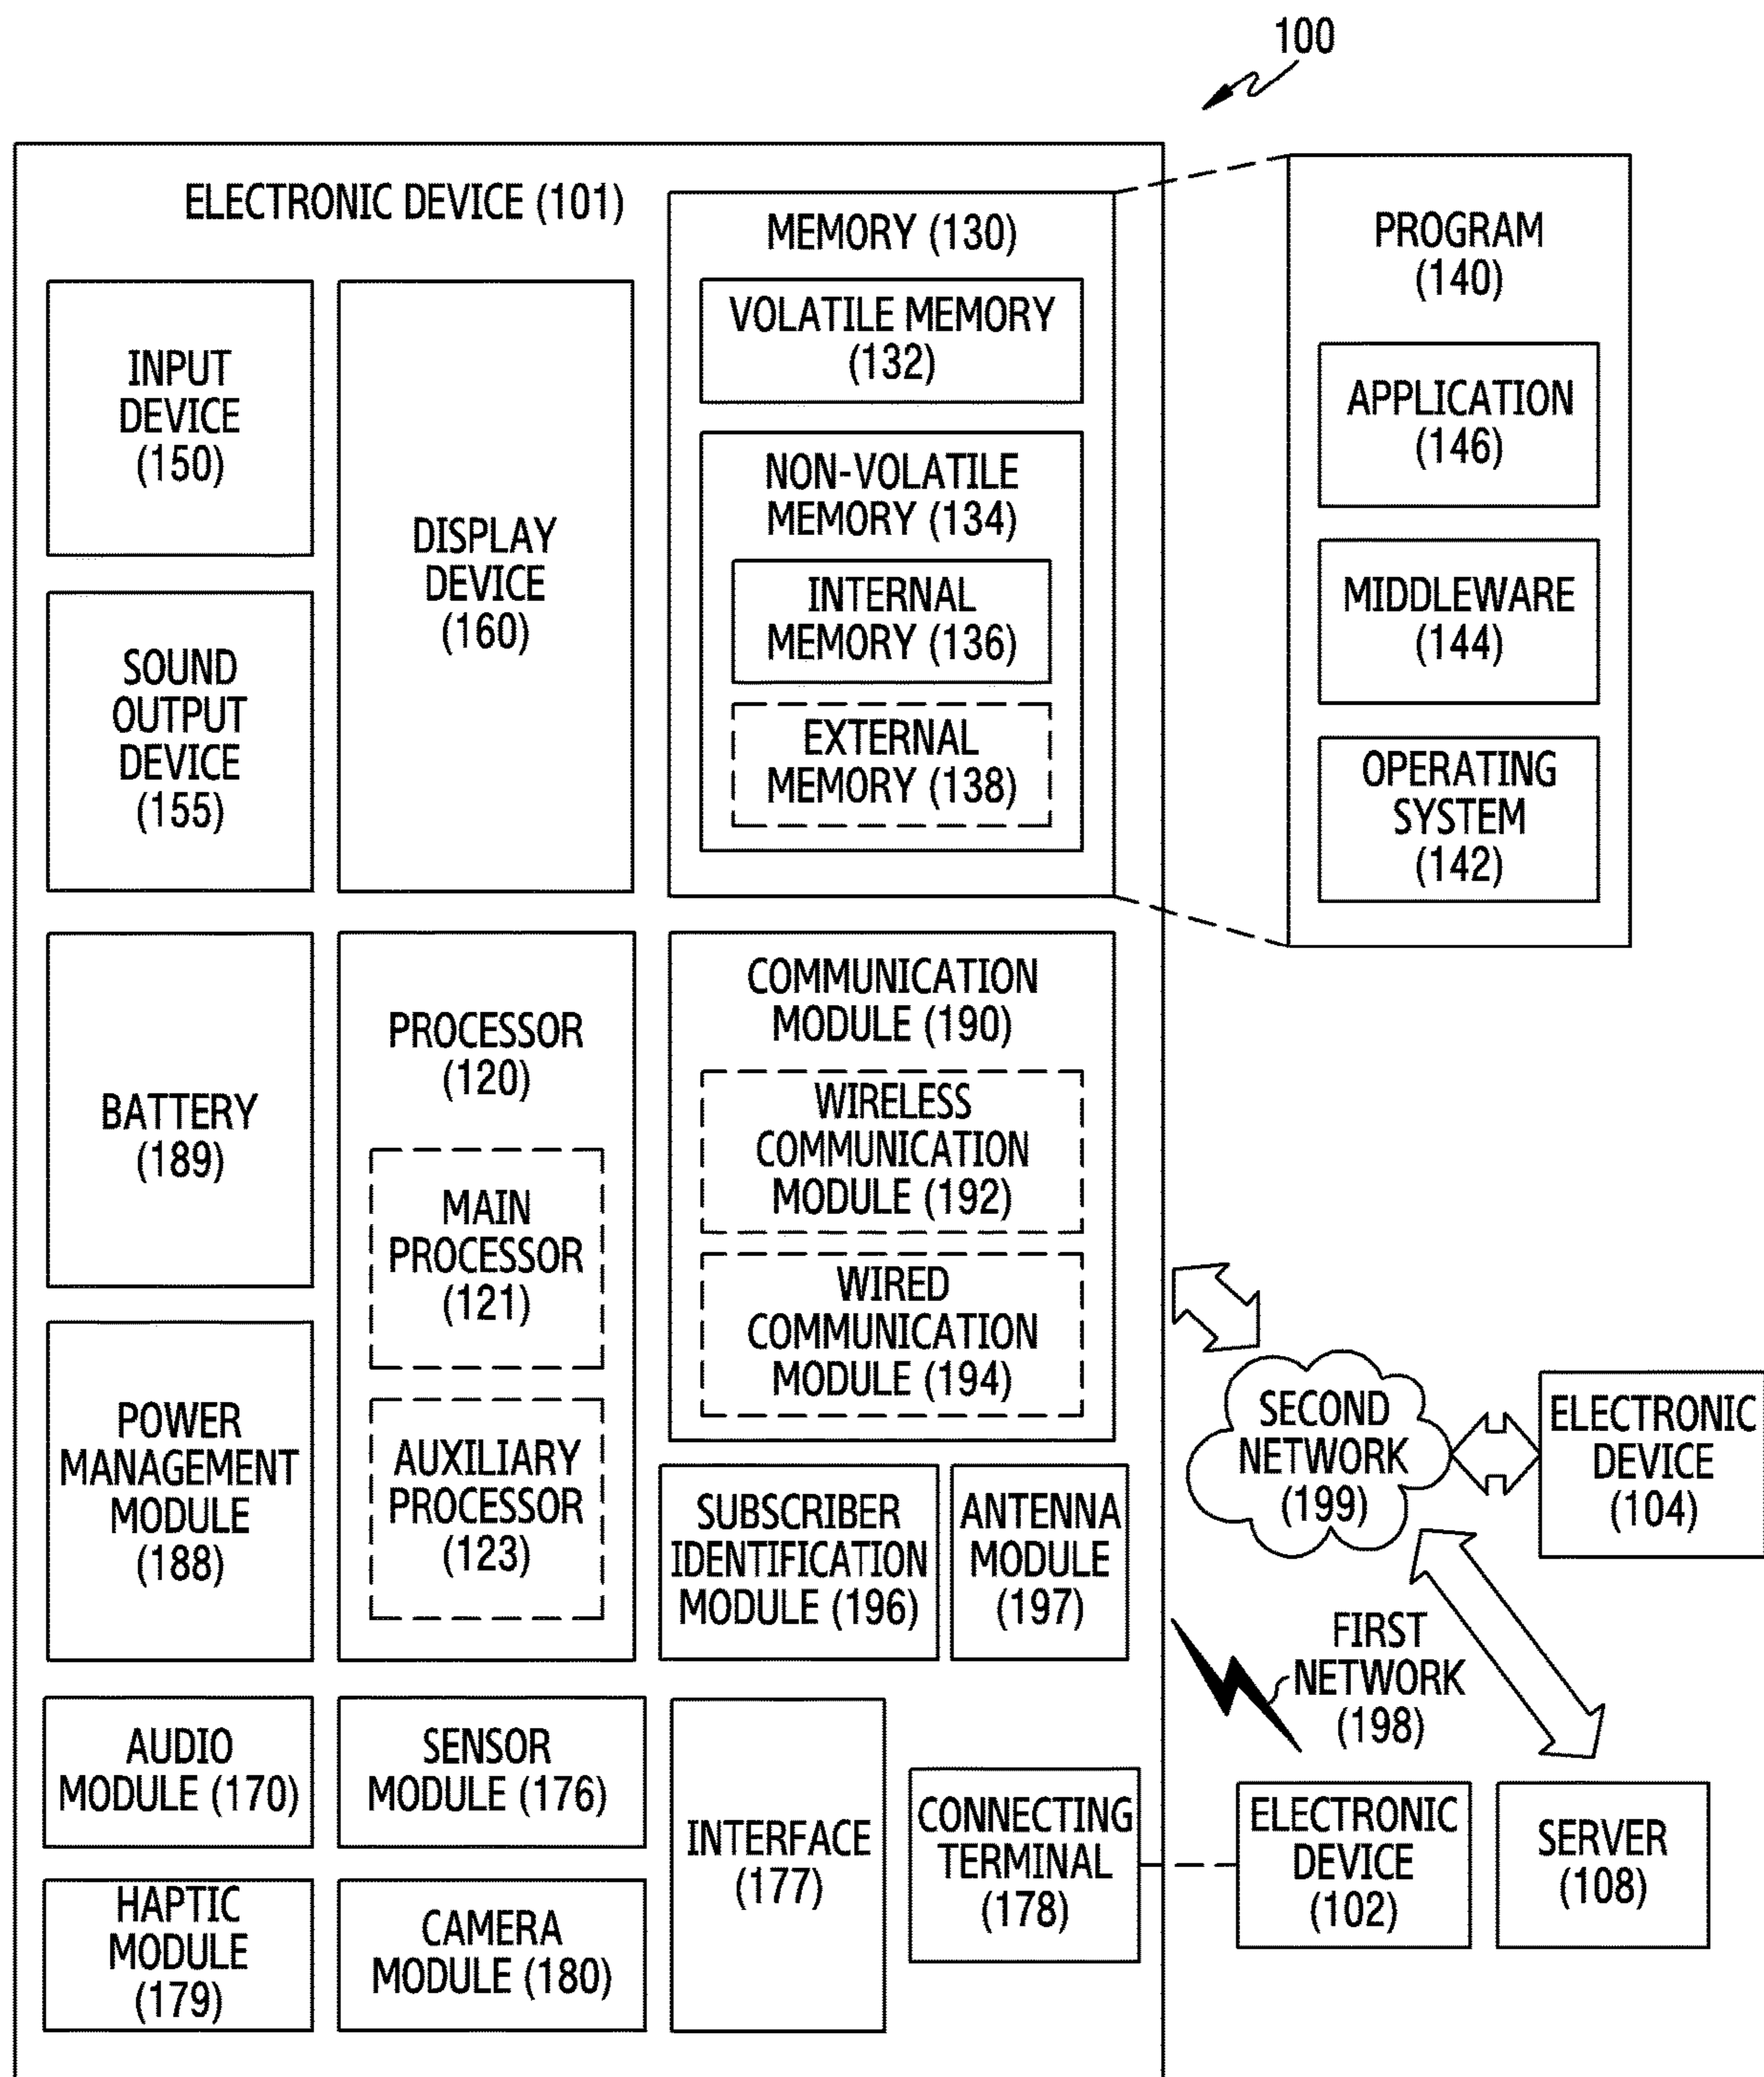 100
ELECTRONIC DEVICE (101)
INPUT
DEVICE
(150)
SOUND
OUTPUT
DEVICE
(155)
DISPLAY
DEVICE
(160)
MEMORY (130)
VOLATILE MEMORY
(132)
NON-VOLATILE
MEMORY (134)
INTERNAL
MEMORY (136)
EXTERNAL
MEMORY (138)
PROGRAM
(140)
APPLICATION
(146)
MIDDLEWARE
(144)
OPERATING
SYSTEM
(142)
BATTERY
(189)
POWER
MANAGEMENT
MODULE
(188)
PROCESSOR
(120)
MAIN
PROCESSOR
(121)
AUXILIARY
PROCESSOR
(123)
COMMUNICATION
MODULE (190)
WIRELESS
COMMUNICATION
MODULE (192)
WIRED
COMMUNICATION
MODULE (194)
SUBSCRIBER
IDENTIFICATION
MODULE (196)
ANTENNA
MODULE
(197)
SECOND
NETWORK
(199)
ELECTRONIC
DEVICE
(104)
FIRST
NETWORK
(198)
AUDIO
MODULE (170)
SENSOR
MODULE (176)
HAPTIC
MODULE
(179)
CAMERA
MODULE (180)
INTERFACE
(177)
CONNECTING
TERMINAL
(178)
ELECTRONIC
DEVICE
(102)
SERVER
(108)